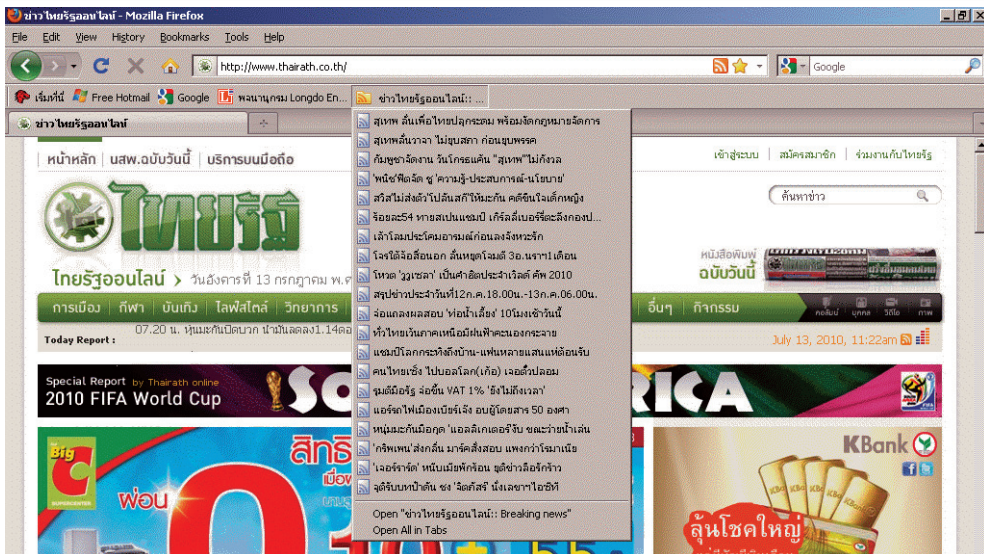 ข่าวไทยรัฐออนไลน์ - Mozilla Firefox
File Edit View History Bookmarks Tools Help
http://www.thairath.co.th/
Google
เริ่มที่นี่ Free Hotmail Google พจนานุกรม Longdo En... ข่าวไทยรัฐออนไลน์:: ...
ข่าวไทยรัฐออนไลน์
หน้าหลัก นสพ.ฉบับวันนี้ บริการบนมือถือ
เข้าสู่ระบบ สมัครสมาชิก ร่วมงานกับไทยรัฐ
ไทยรัฐ
ค้นหาข่าว
หนังสือพิมพ์
ฉบับวันนี้
ไทยรัฐออนไลน์ วันอังคารที่ 13 กรกฎาคม พ.ศ
การเมือง กีฬา บันเทิง ไลฟ์สไตล์ วิทยาการ
อื่นๆ กิจกรรม
คอลัมน์ บุคคล วิดีโอ ภาพ
07.20 น. หุ้นมะกันปิดบวก น้ำมันลดลง1.14ดอ
Today Report :
July 13, 2010, 11:22am
สุเทพ ลั่นเพื่อไทยปลุกระดม พร้อมงัดกฎหมายจัดการ
สุเทพลั่นวาจา ไม่ยุบสภา ก่อนยุบพรรค
กัมพูชาจัดงาน วันโกรธแค้น "สุเทพ"ไม่กังวล
'พนิช'ฟิตจัด ชู 'ความรู้-ประสบการณ์-นโยบาย'
สวิสไม่ส่งตัว'โปลันสกี'ให้มะกัน คดีขืนใจเด็กหญิง
ร้อยละ54 ทายสเปนแชมป์ เกิร์ลลี่เบอร์รี่ตะลึงกองป...
เล้าโลมประโคมอารมณ์ก่อนลงจังหวะรัก
โจรใต้จ้อสื่อนอก ลั่นหยุดโจมตี 3อ.นราฯ1เดือน
โหวต 'วูวูเซลา' เป็นคำฮิตประจำเวิลด์ คัพ 2010
สรุปข่าวประจำวันที่12ก.ค.18.00น.-13ก.ค.06.00น.
จ่อแถลงผลสอบ 'ท่อน้ำเลี้ยง' 10โมงเช้าวันนี้
ทั่วไทยเว้นภาคเหนือมีฝนฟ้าคะนองกระจาย
แชมป์โลกกระทิงถึงบ้าน-แฟนหลายแสนแห่ต้อนรับ
คนไทยเซ็ง ไปบอลโลก(เก้อ) เจอตั๋วปลอม
รุมตีมือรัฐ ล่อขึ้น VAT 1% 'ยังไม่ถึงเวลา'
แอร์รถไฟเมืองเบียร์เจ๊ง อบผู้โดยสาร 50 องศา
หนุ่มมะกันมือกุด 'แอลลิเกเตอร์'งับ ขณะว่ายน้ำเล่น
'กริพเพน'ส่งกลิ่น มาร์คสั่งสอบ แพงกว่าโรมาเนีย
'เจอร์ราร์ด' หนีบเมียพักร้อน ยุติข่าวลือรักร้าว
จุติรับบทป๋าดัน ชง 'จีตภัสร์' นั่งเลขาฯไอซีที
Open "ข่าวไทยรัฐออนไลน์:: Breaking news"
Open All in Tabs
Special Report by Thairath online
2010 FIFA World Cup
SO
RICA
Big C
SUPERCENTER
สิทธิ
ผ่อน
0
KBank
ลุ้นโชคใหญ่